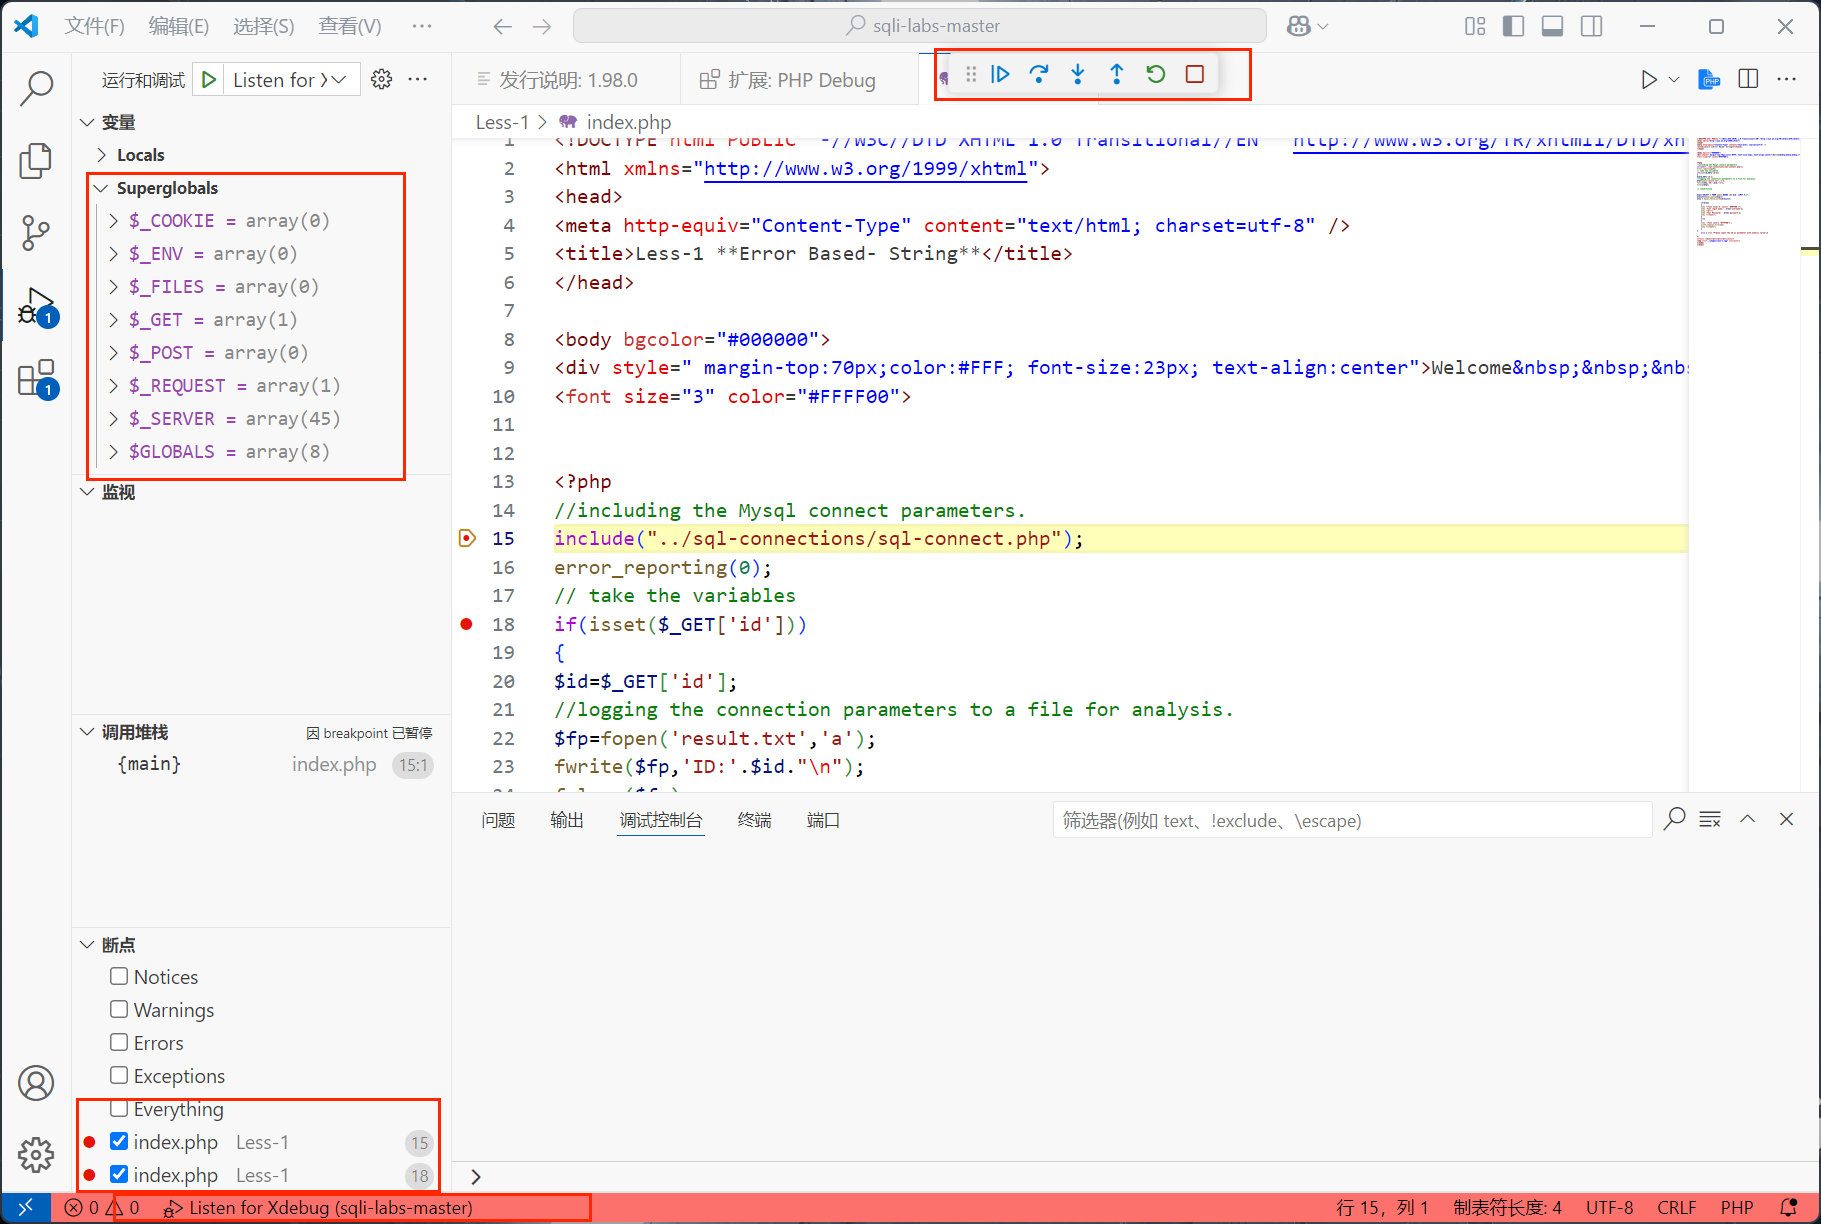 文件(F) 编辑(E) 选择(S) 查看(V) ··· sqli-labs-master
运行和调试 Listen for X ···
发行说明: 1.98.0 扩展: PHP Debug
变量
Locals
Superglobals
$_COOKIE = array(0)
$_ENV = array(0)
$_FILES = array(0)
$_GET = array(1)
$_POST = array(0)
$_REQUEST = array(1)
$_SERVER = array(45)
$GLOBALS = array(8)
监视
调用堆栈 因 breakpoint 已暂停
{main} index.php 15:1
断点
Notices
Warnings
Errors
Exceptions
Everything
index.php Less-1 15
index.php Less-1 18
1
1
Less-1 > index.php
1 <!DOCTYPE html PUBLIC "-//W3C//DTD XHTML 1.0 Transitional//EN" "http://www.w3.org/TR/xhtml1/DTD/xh
2 <html xmlns="http://www.w3.org/1999/xhtml">
3 <head>
4 <meta http-equiv="Content-Type" content="text/html; charset=utf-8" />
5 <title>Less-1 **Error Based- String**</title>
6 </head>
7
8 <body bgcolor="#000000">
9 <div style=" margin-top:70px;color:#FFF; font-size:23px; text-align:center">Welcome&nbsp;&nbsp;&nb
10 <font size="3" color="#FFFF00">
11
12
13 <?php
14 //including the Mysql connect parameters.
15 include("../sql-connections/sql-connect.php");
16 error_reporting(0);
17 // take the variables
18 if(isset($_GET['id']))
19 {
20 $id=$_GET['id'];
21 //logging the connection parameters to a file for analysis.
22 $fp=fopen('result.txt','a');
23 fwrite($fp,'ID:'.$id."\n");
问题 输出 调试控制台 终端 端口 筛选器(例如 text、!exclude、\escape)
0 0 Listen for Xdebug (sqli-labs-master) 行 15, 列 1 制表符长度: 4 UTF-8 CRLF PHP